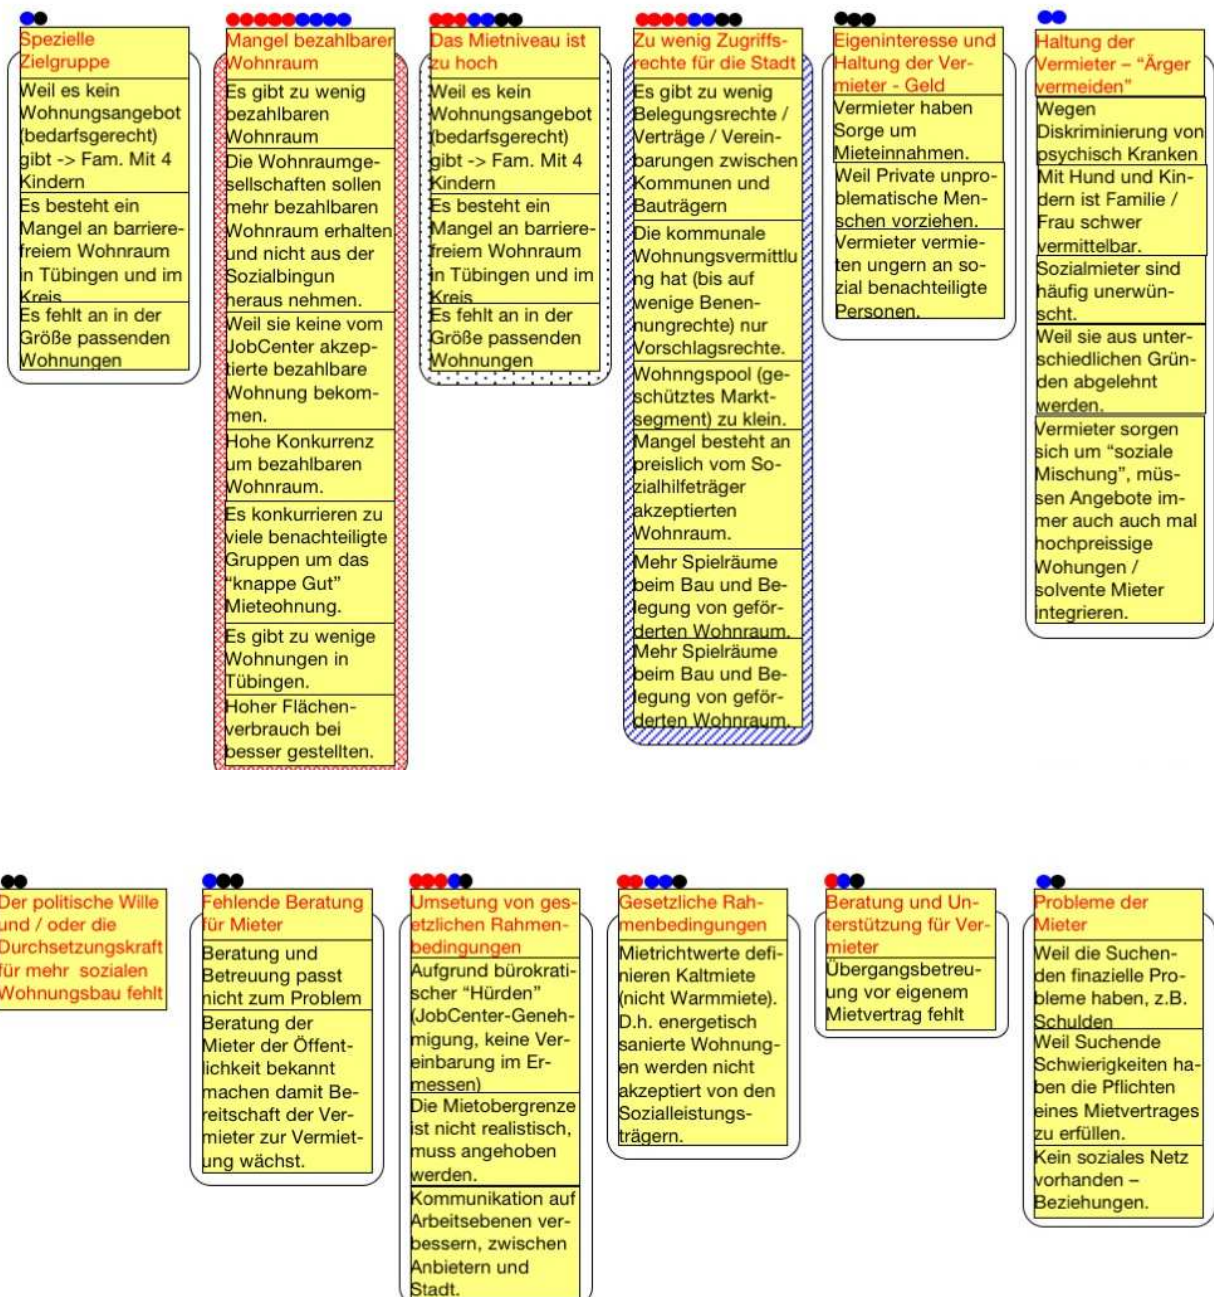 Spezielle
Zielgruppe
Weil es kein
Wohnungsangebot
(bedarfsgerecht)
gibt -> Fam. Mit 4
Kindern
Es besteht ein
Mangel an barriere-
freiem Wohnraum
in Tübingen und im
Kreis
Es fehlt an in der
Größe passenden
Wohnungen
Mangel bezahlbarer
Wohnraum
Es gibt zu wenig
bezahlbaren
Wohnraum
Die Wohnraumge-
sellschaften sollen
mehr bezahlbaren
Wohnraum erhalten
und nicht aus der
Sozialbingun
heraus nehmen.
Weil sie keine vom
JobCenter akzep-
tierte bezahlbare
Wohnung bekom-
men.
Hohe Konkurrenz
um bezahlbaren
Wohnraum.
Es konkurrieren zu
viele benachteiligte
Gruppen um das
“knappe Gut”
Mieteohnung.
Es gibt zu wenige
Wohnungen in
Tübingen.
Hoher Flächen-
verbrauch bei
besser gestellten.
Das Mietniveau ist
zu hoch
Weil es kein
Wohnungsangebot
(bedarfsgerecht)
gibt -> Fam. Mit 4
Kindern
Es besteht ein
Mangel an barriere-
freiem Wohnraum
in Tübingen und im
Kreis
Es fehlt an in der
Größe passenden
Wohnungen
Zu wenig Zugriffs-
rechte für die Stadt
Es gibt zu wenig
Belegungsrechte /
Verträge / Verein-
barungen zwischen
Kommunen und
Bauträgern
Die kommunale
Wohnungsvermittlu
ng hat (bis auf
wenige Benen-
nungrechte) nur
Vorschlagsrechte.
Wohnngspool (ge-
schütztes Markt-
segment) zu klein.
Mangel besteht an
preislich vom So-
zialhilfeträger
akzeptierten
Wohnraum.
Mehr Spielräume
beim Bau und Be-
legung von geför-
derten Wohnraum.
Mehr Spielräume
beim Bau und Be-
legung von geför-
derten Wohnraum.
Eigeninteresse und
Haltung der Ver-
mieter - Geld
Vermieter haben
Sorge um
Mieteinnahmen.
Weil Private unpro-
blematische Men-
schen vorziehen.
Vermieter vermie-
ten ungern an so-
zial benachteiligte
Personen.
Haltung der
Vermieter – “Ärger
vermeiden”
Wegen
Diskriminierung von
psychisch Kranken
Mit Hund und Kin-
dern ist Familie /
Frau schwer
vermittelbar.
Sozialmieter sind
häufig unerwün-
scht.
Weil sie aus unter-
schiedlichen Grün-
den abgelehnt
werden.
Vermieter sorgen
sich um “soziale
Mischung”, müs-
sen Angebote im-
mer auch auch mal
hochpreissige
Wohungen /
solvente Mieter
integrieren.
Der politische Wille
und / oder die
Durchsetzungskraft
für mehr sozialen
Wohnungsbau fehlt
Fehlende Beratung
für Mieter
Beratung und
Betreuung passt
nicht zum Problem
Beratung der
Mieter der Öffent-
lichkeit bekannt
machen damit Be-
reitschaft der Ver-
mieter zur Vermiet-
ung wächst.
Umsetung von ges-
etzlichen Rahmen-
bedingungen
Aufgrund bürokrati-
scher “Hürden”
(JobCenter-Geneh-
migung, keine Ver-
einbarung im Er-
messen)
Die Mietobergrenze
ist nicht realistisch,
muss angehoben
werden.
Kommunikation auf
Arbeitsebenen ver-
bessern, zwischen
Anbietern und
Stadt.
Gesetzliche Rah-
menbedingungen
Mietrichtwerte defi-
nieren Kaltmiete
(nicht Warmmiete).
D.h. energetisch
sanierte Wohnung-
en werden nicht
akzeptiert von den
Sozialleistungs-
trägern.
Beratung und Un-
terstützung für Ver-
mieter
Übergangsbetreu-
ung vor eigenem
Mietvertrag fehlt
Probleme der
Mieter
Weil die Suchen-
den finazielle Pro-
bleme haben, z.B.
Schulden
Weil Suchende
Schwierigkeiten ha-
ben die Pflichten
eines Mietvertrages
zu erfüllen.
Kein soziales Netz
vorhanden –
Beziehungen.